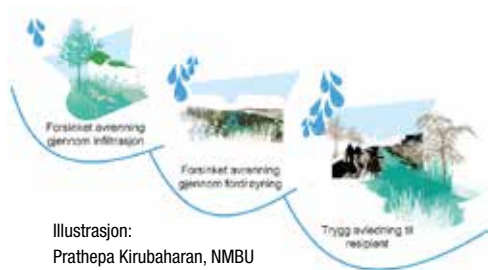 Forsinket avrenning
gjennom infiltrasjon
Forsinket avrenning
gjennom fordrøyning
Trygg avledning til
resipient
Illustrasjon:
Prathepa Kirubaharan, NMBU